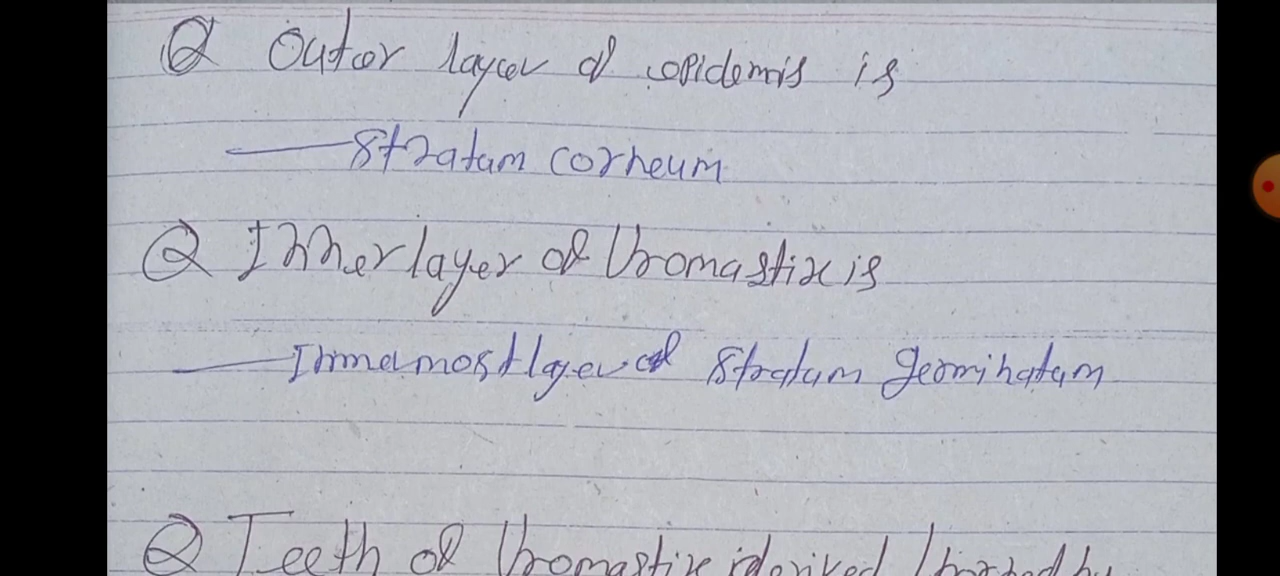 Q Outer layer of epidemis is
— Stratum corneum
Q Inner layer of Uromastix is
— Innermost layer of Stratum germinatum
Q Teeth of Uromastix derived